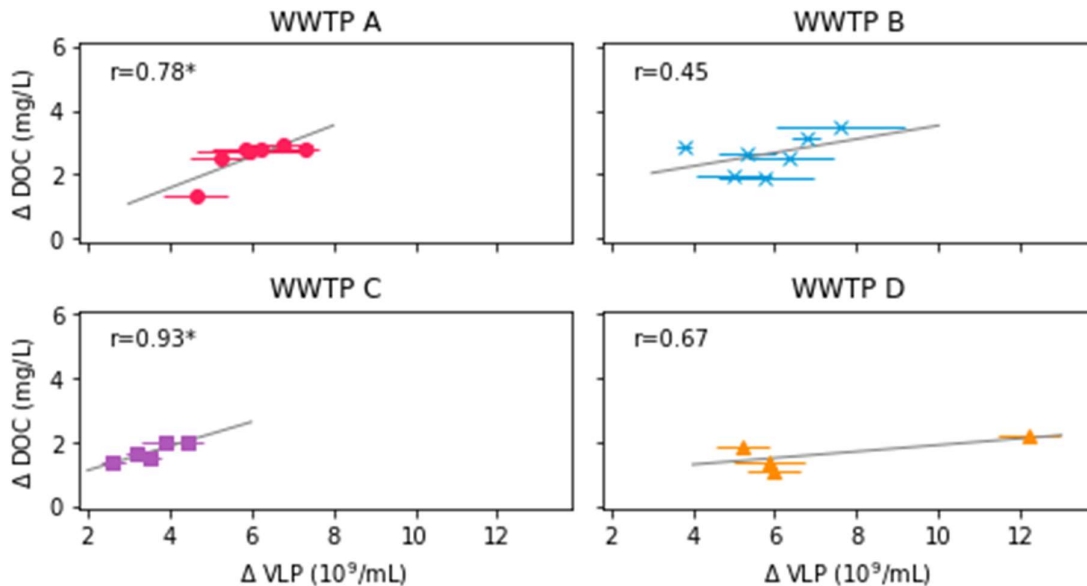 WWTP A
WWTP B
6
4
2
0
Δ DOC (mg/L)
r=0.78*
r=0.45
WWTP C
WWTP D
6
4
2
0
Δ DOC (mg/L)
r=0.93*
r=0.67
2 4 6 8 10 12
2 4 6 8 10 12
Δ VLP (10⁹/mL)
Δ VLP (10⁹/mL)